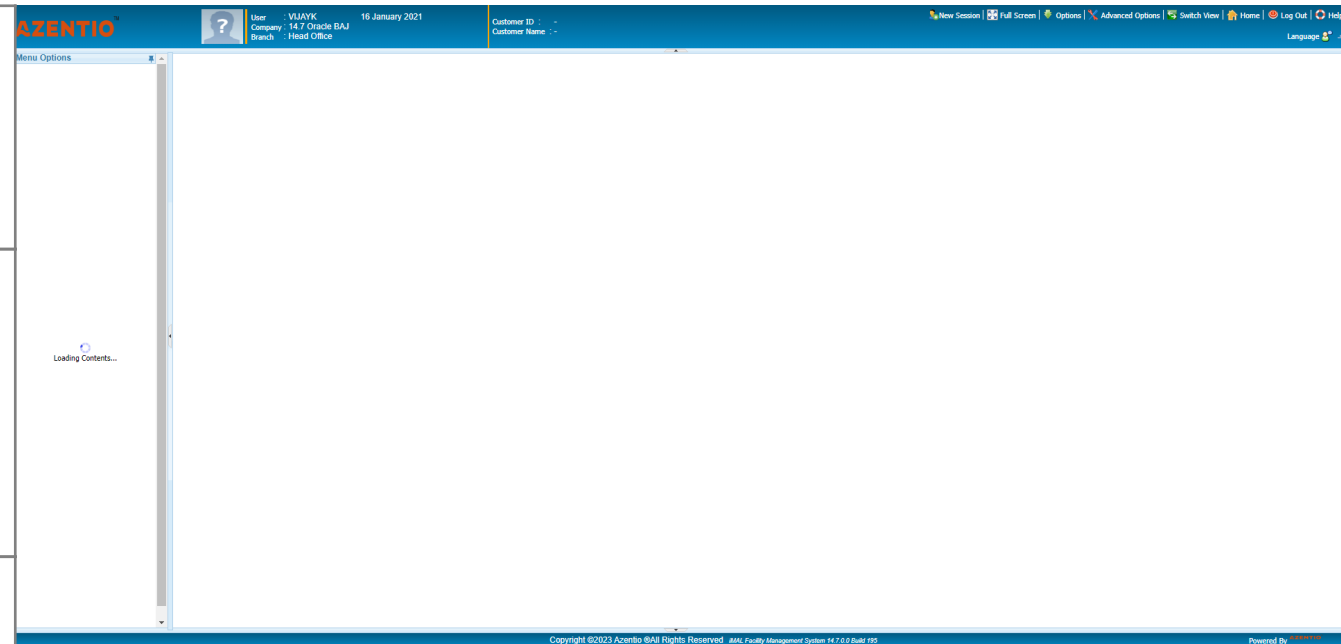 AZENTIO™
?
User : VIJAYK 16 January 2021
Company : 14.7 Oracle BAJ
Branch : Head Office
Customer ID : -
Customer Name : -
New Session | Full Screen | Options | Advanced Options | Switch View | Home | Log Out | Help
Language
Menu Options
Loading Contents...
Copyright ©2023 Azentio ®All Rights Reserved iMAL Facility Management System 14.7.0.0 Build 195
Powered By AZENTIO